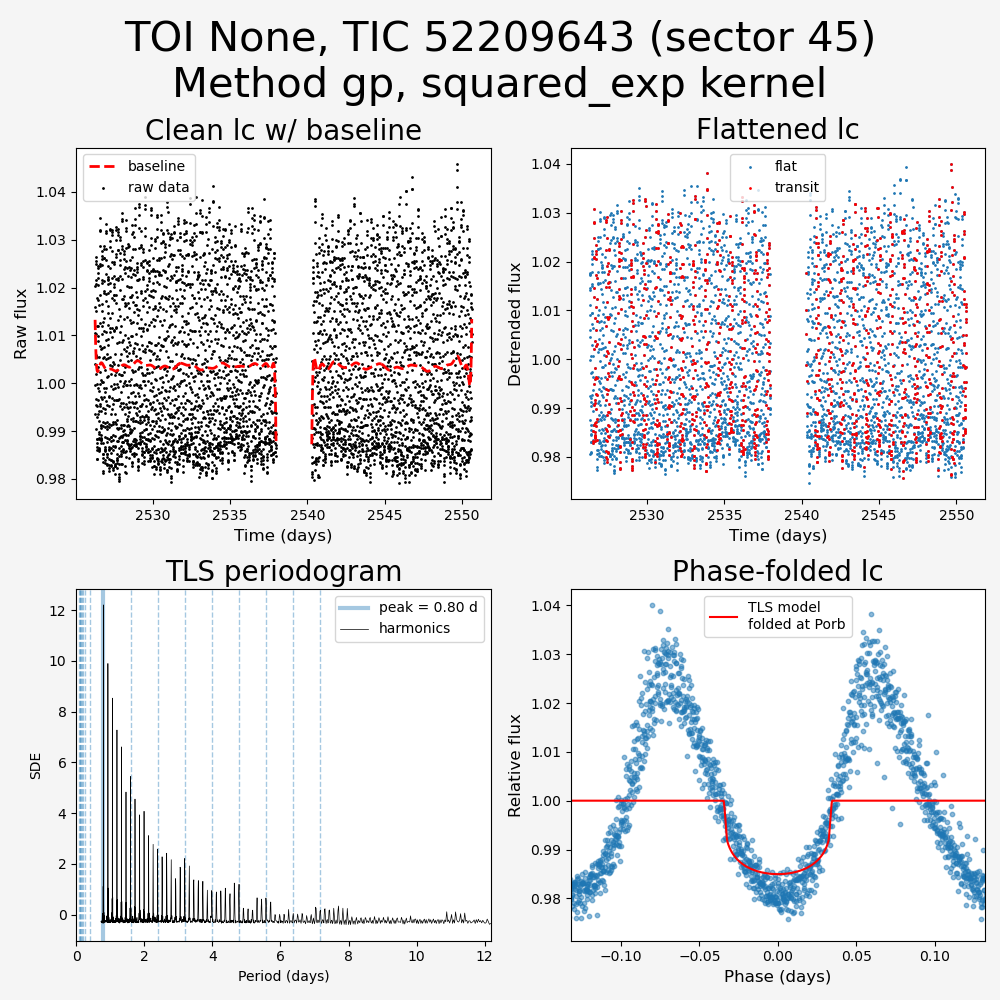 TOI None, TIC 52209643 (sector 45)
Method gp, squared_exp kernel
Clean lc w/ baseline
baseline
raw data
1.04
1.03
1.02
1.01
1.00
0.99
0.98
Raw flux
2530
2535
2540
2545
2550
Time (days)
Flattened lc
flat
transit
1.04
1.03
1.02
1.01
1.00
0.99
0.98
Detrended flux
2530
2535
2540
2545
2550
Time (days)
TLS periodogram
peak = 0.80 d
harmonics
12
10
8
6
4
2
0
SDE
0
2
4
6
8
10
12
Period (days)
Phase-folded lc
TLS model
folded at Porb
1.04
1.03
1.02
1.01
1.00
0.99
0.98
Relative flux
−0.10
−0.05
0.00
0.05
0.10
Phase (days)